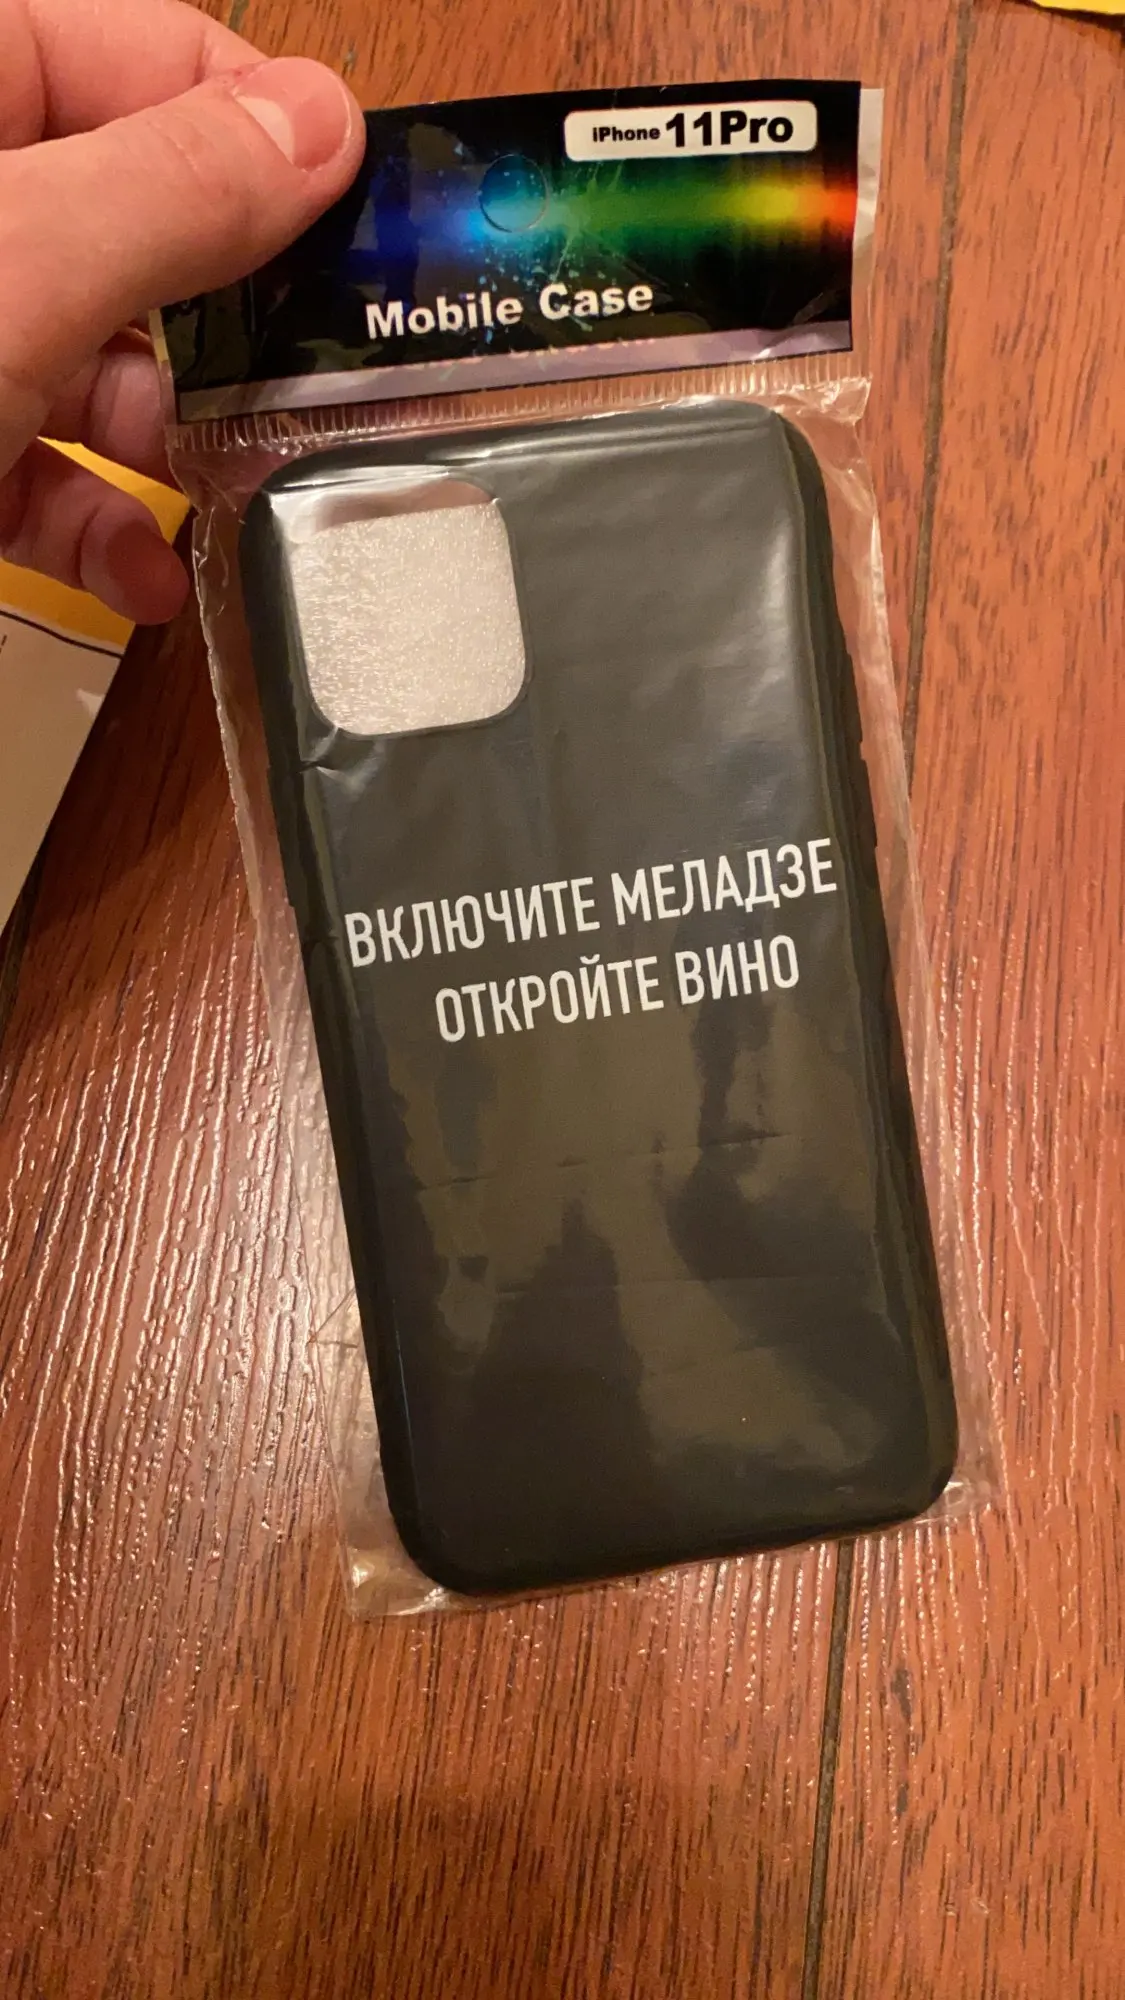 iPhone 11Pro
Mobile Case
ВКЛЮЧИТЕ МЕЛАДЗЕ
ОТКРОЙТЕ ВИНО